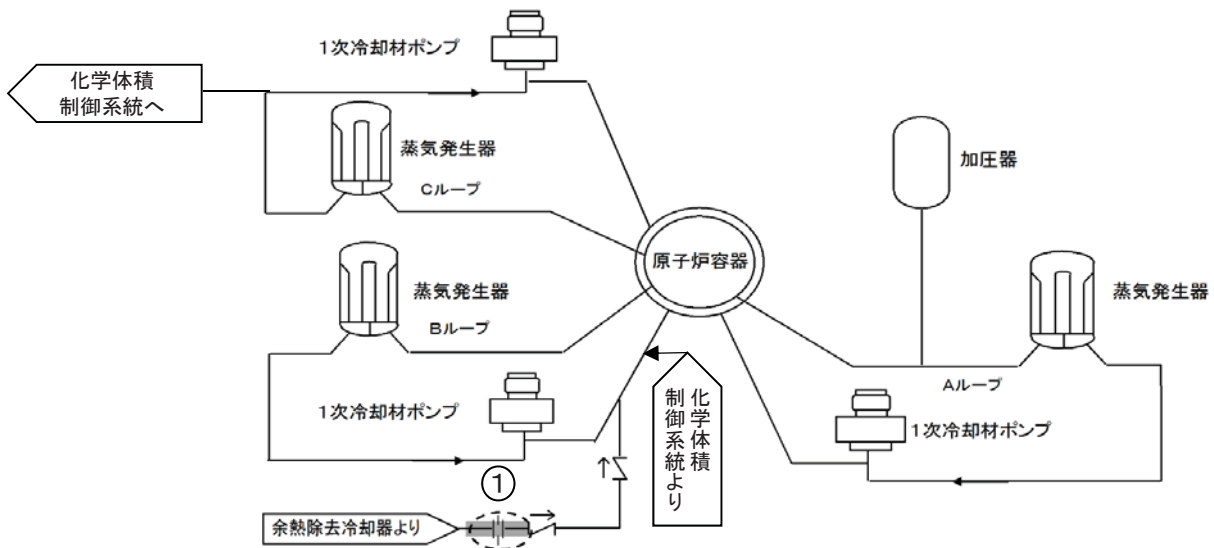 1次冷却材ポンプ
化学体積
制御系統へ
蒸気発生器
Cループ
加圧器
原子炉容器
蒸気発生器
Bループ
蒸気発生器
Aループ
1次冷却材ポンプ
化学体積
制御系統より
1次冷却材ポンプ
①
余熱除去冷却器より